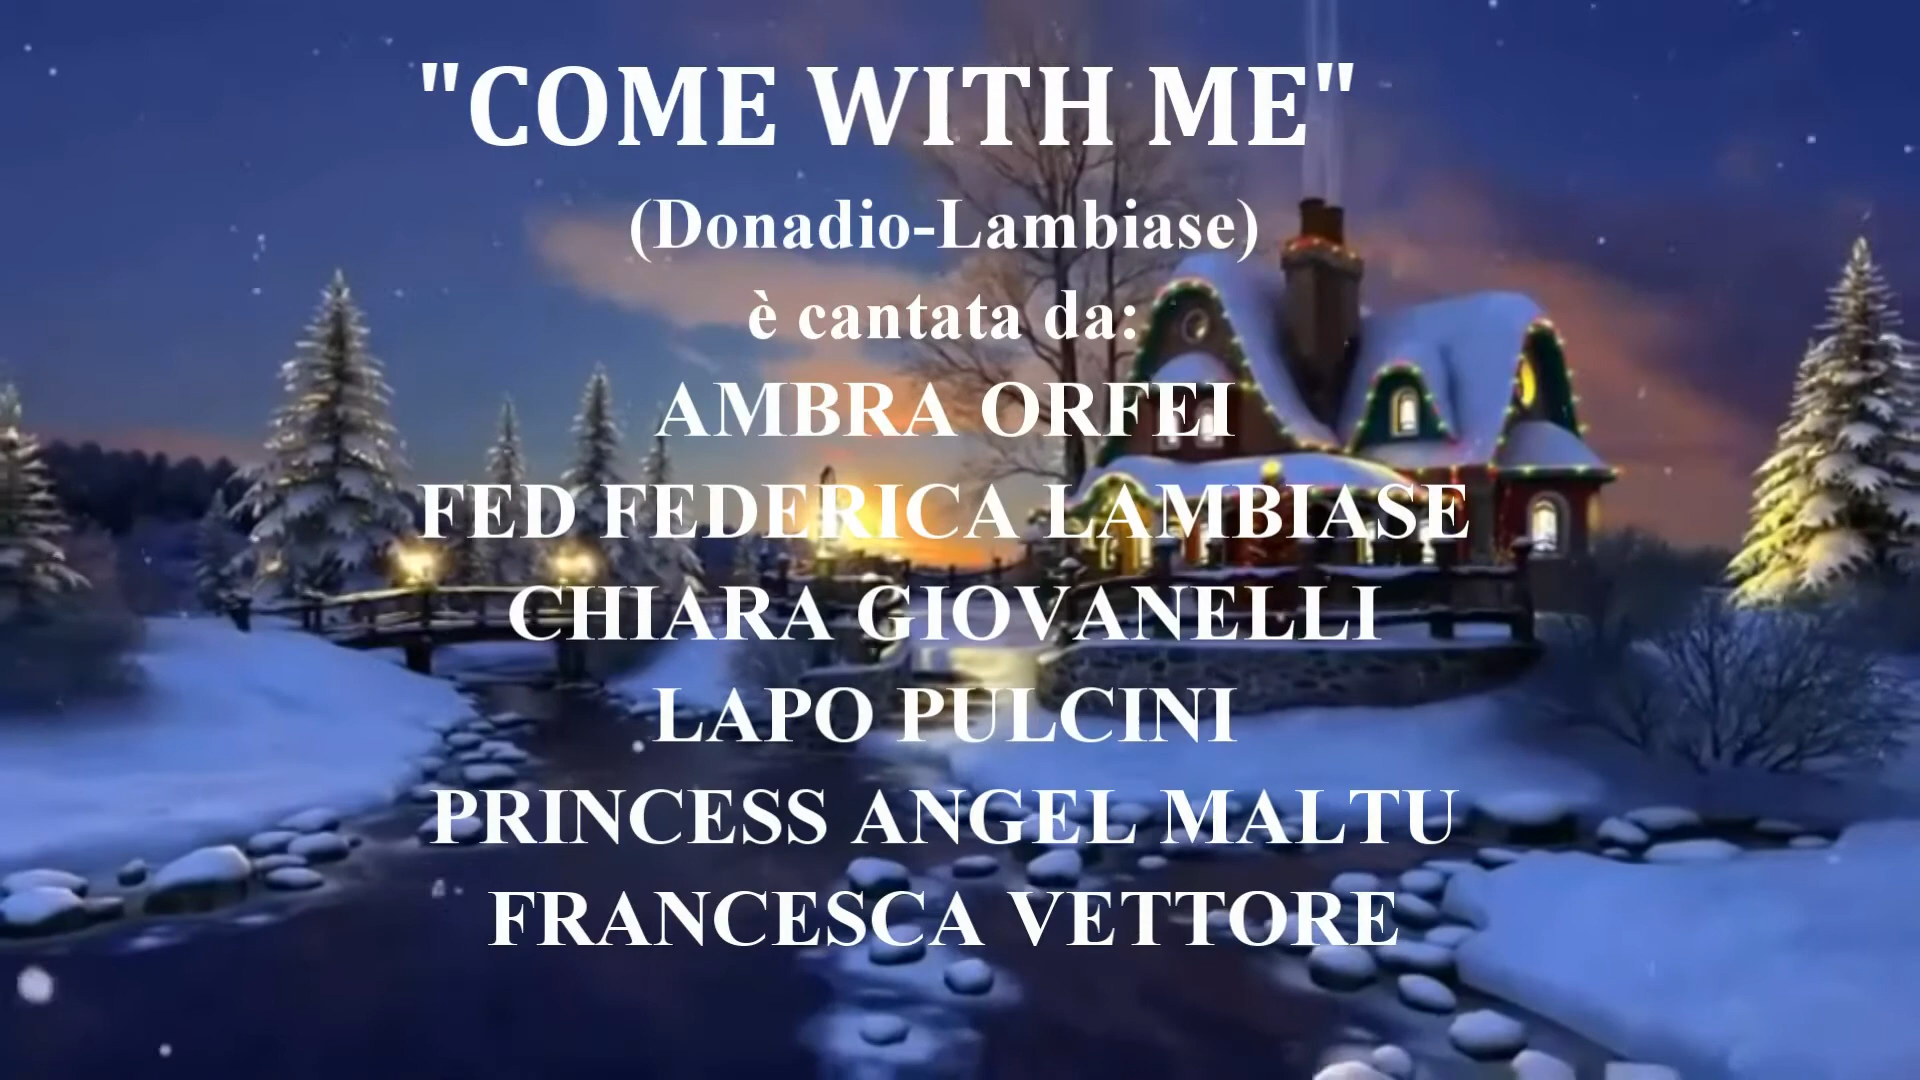 "COME WITH ME"
(Donadio-Lambiase)
è cantata da:
AMBRA ORFEI
FED FEDERICA LAMBIASE
CHIARA GIOVANELLI
LAPO PULCINI
PRINCESS ANGEL MALTU
FRANCESCA VETTORE